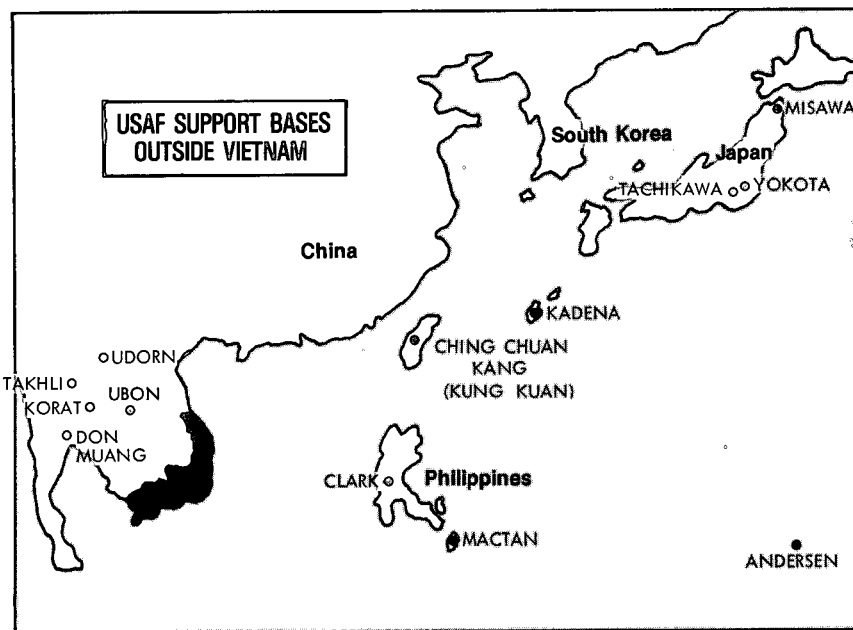 USAF SUPPORT BASES
OUTSIDE VIETNAM
MISAWA
South Korea
Japan
TACHIKAWA
YOKOTA
China
KADENA
CHING CHUAN
KANG
(KUNG KUAN)
UDORN
TAKHLI
UBON
KORAT
DON
MUANG
CLARK
Philippines
MACTAN
ANDERSEN